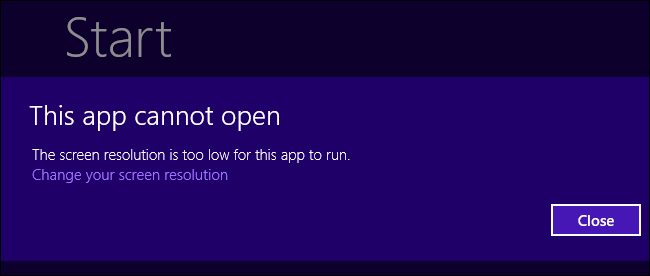 Start
This app cannot open
The screen resolution is too low for this app to run.
Change your screen resolution
Close